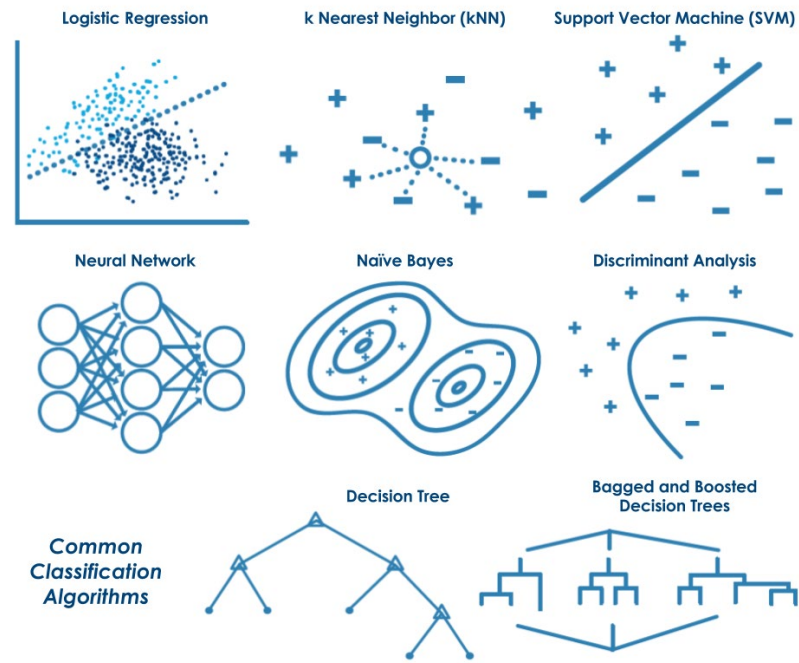 Logistic Regression
k Nearest Neighbor (kNN)
Support Vector Machine (SVM)
Neural Network
Naïve Bayes
Discriminant Analysis
Common
Classification
Algorithms
Decision Tree
Bagged and Boosted
Decision Trees